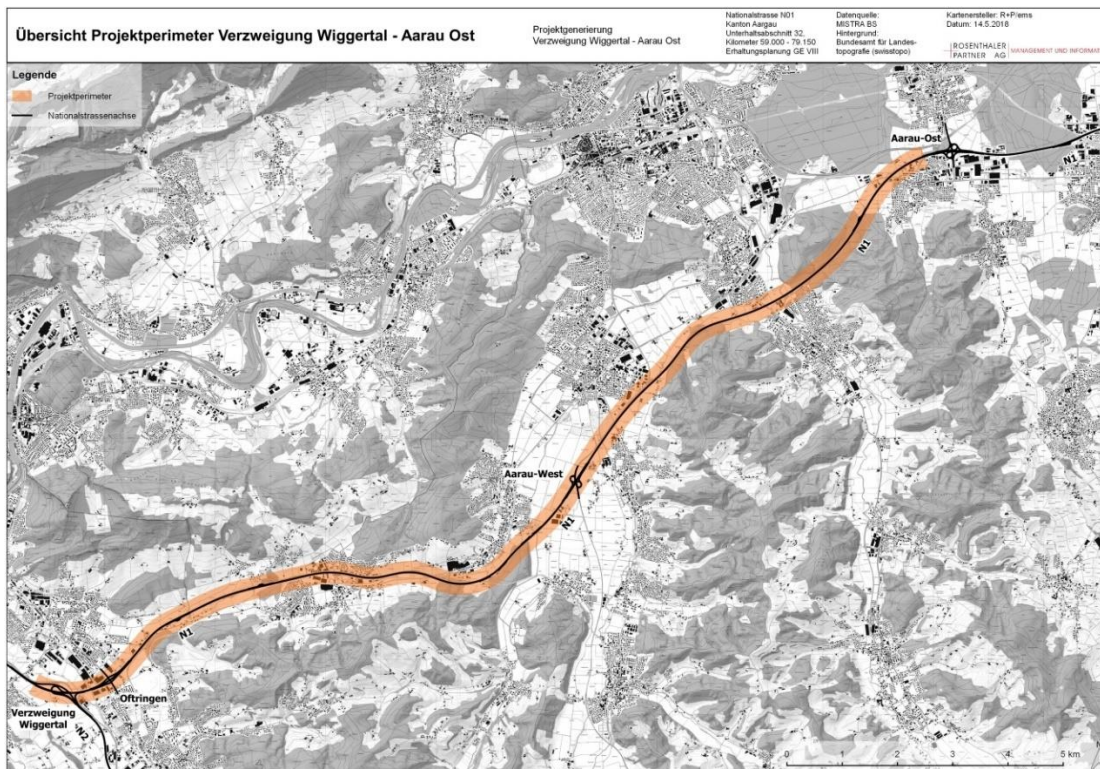 Übersicht Projektperimeter Verzweigung Wiggertal - Aarau Ost
Projektgenerierung
Verzweigung Wiggertal - Aarau Ost
Nationalstrasse N01
Kanton Aargau
Unterhaltsabschnitt 32,
Kilometer 59.000 - 79.150
Erhaltungsplanung GE VIII
Datenquelle:
MISTRA BS
Hintergrund:
Bundesamt für Landes-
topografie (swisstopo)
Kartenersteller: R+P/ems
Datum: 14.5.2018
ROSENTHALER
PARTNER AG
MANAGEMENT UND INFORMAT
Legende
Projektperimeter
Nationalstrassenachse
Aarau-Ost
N1
N1
Aarau-West
N1
N1
Oftringen
Verzweigung
Wiggertal
N2
0 1 2 3 4 5 km